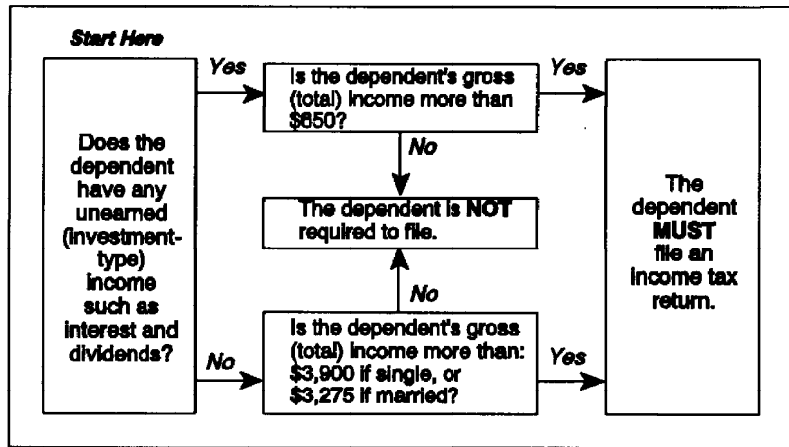 Start Here
Does the
dependent
have any
unearned
(investment-
type)
income
such as
interest and
dividends?
Yes
Is the dependent's gross
(total) income more than
$650?
Yes
No
The dependent is NOT
required to file.
No
No
Is the dependent's gross
(total) income more than:
$3,900 if single, or
$3,275 if married?
Yes
The
dependent
MUST
file an
income tax
return.